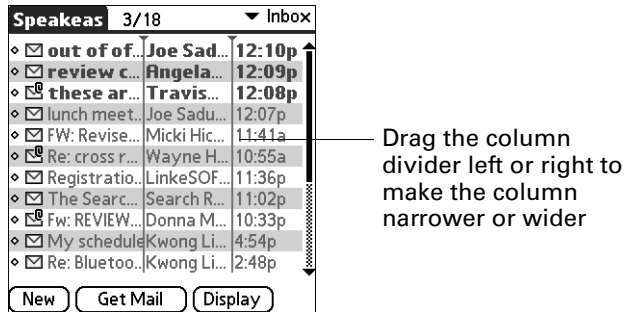 Speakeas 3/18 Inbox
out of of... Joe Sad... 12:10p
review c... Angela... 12:09p
these ar... Travis... 12:08p
lunch meet... Joe Sadu... 12:07p
FW: Revise... Micki Hic... 11:41a
Re: cross r... Wayne H... 10:55a
Registratio... LinkeSOF... 11:36p
The Searc... Search R... 11:02p
Fw: REVIEW... Donna M... 10:33p
My schedule Kwong Li... 4:54p
Re: Bluetoo... Kwong Li... 2:48p
New Get Mail Display
Drag the column
divider left or right to
make the column
narrower or wider